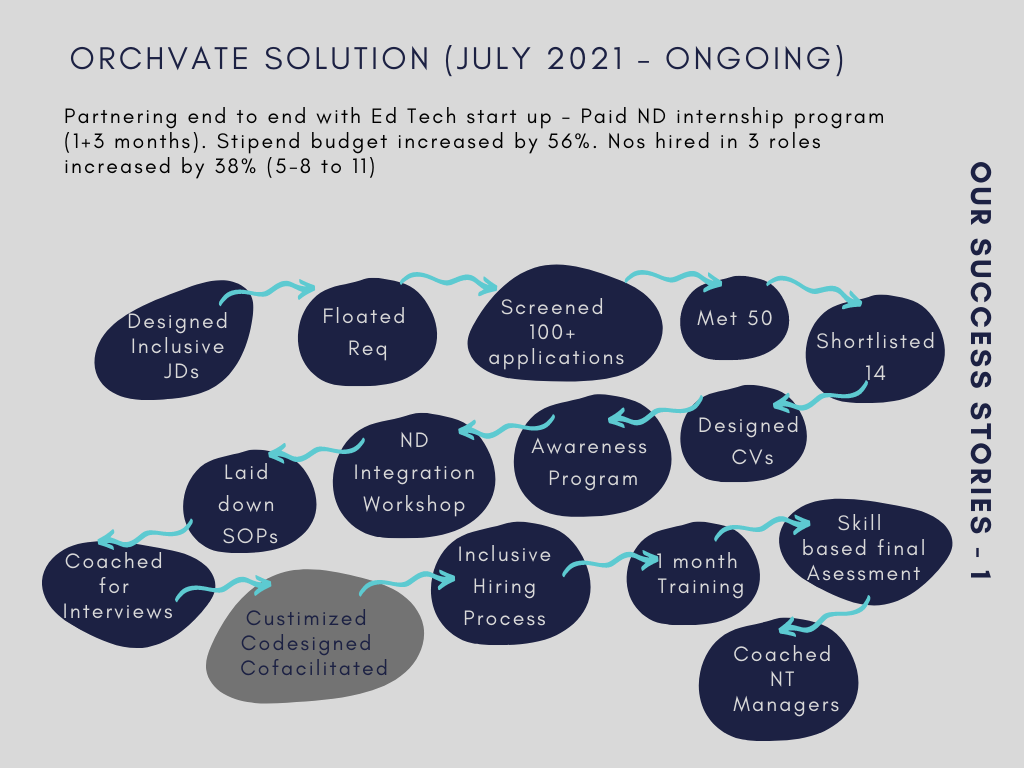 ORCHVATE SOLUTION (JULY 2021 – ONGOING)
Partnering end to end with Ed Tech start up – Paid ND internship program
(1+3 months). Stipend budget increased by 56%. Nos hired in 3 roles
increased by 38% (5-8 to 11)
OUR SUCCESS STORIES - 1
Designed
Inclusive
JDs
Floated
Req
Screened
100+
applications
Met 50
Shortlisted
14
Designed
CVs
Awareness
Program
ND
Integration
Workshop
Laid
down
SOPs
Coached
for
Interviews
Custimized
Codesigned
Cofacilitated
Inclusive
Hiring
Process
1 month
Training
Skill
based final
Asessment
Coached
NT
Managers